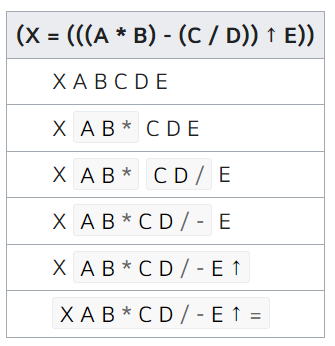 (X = (((A * B) - (C / D)) ↑ E))
X A B C D E
X A B * C D E
X A B * C D / E
X A B * C D / - E
X A B * C D / - E ↑
X A B * C D / - E ↑ =